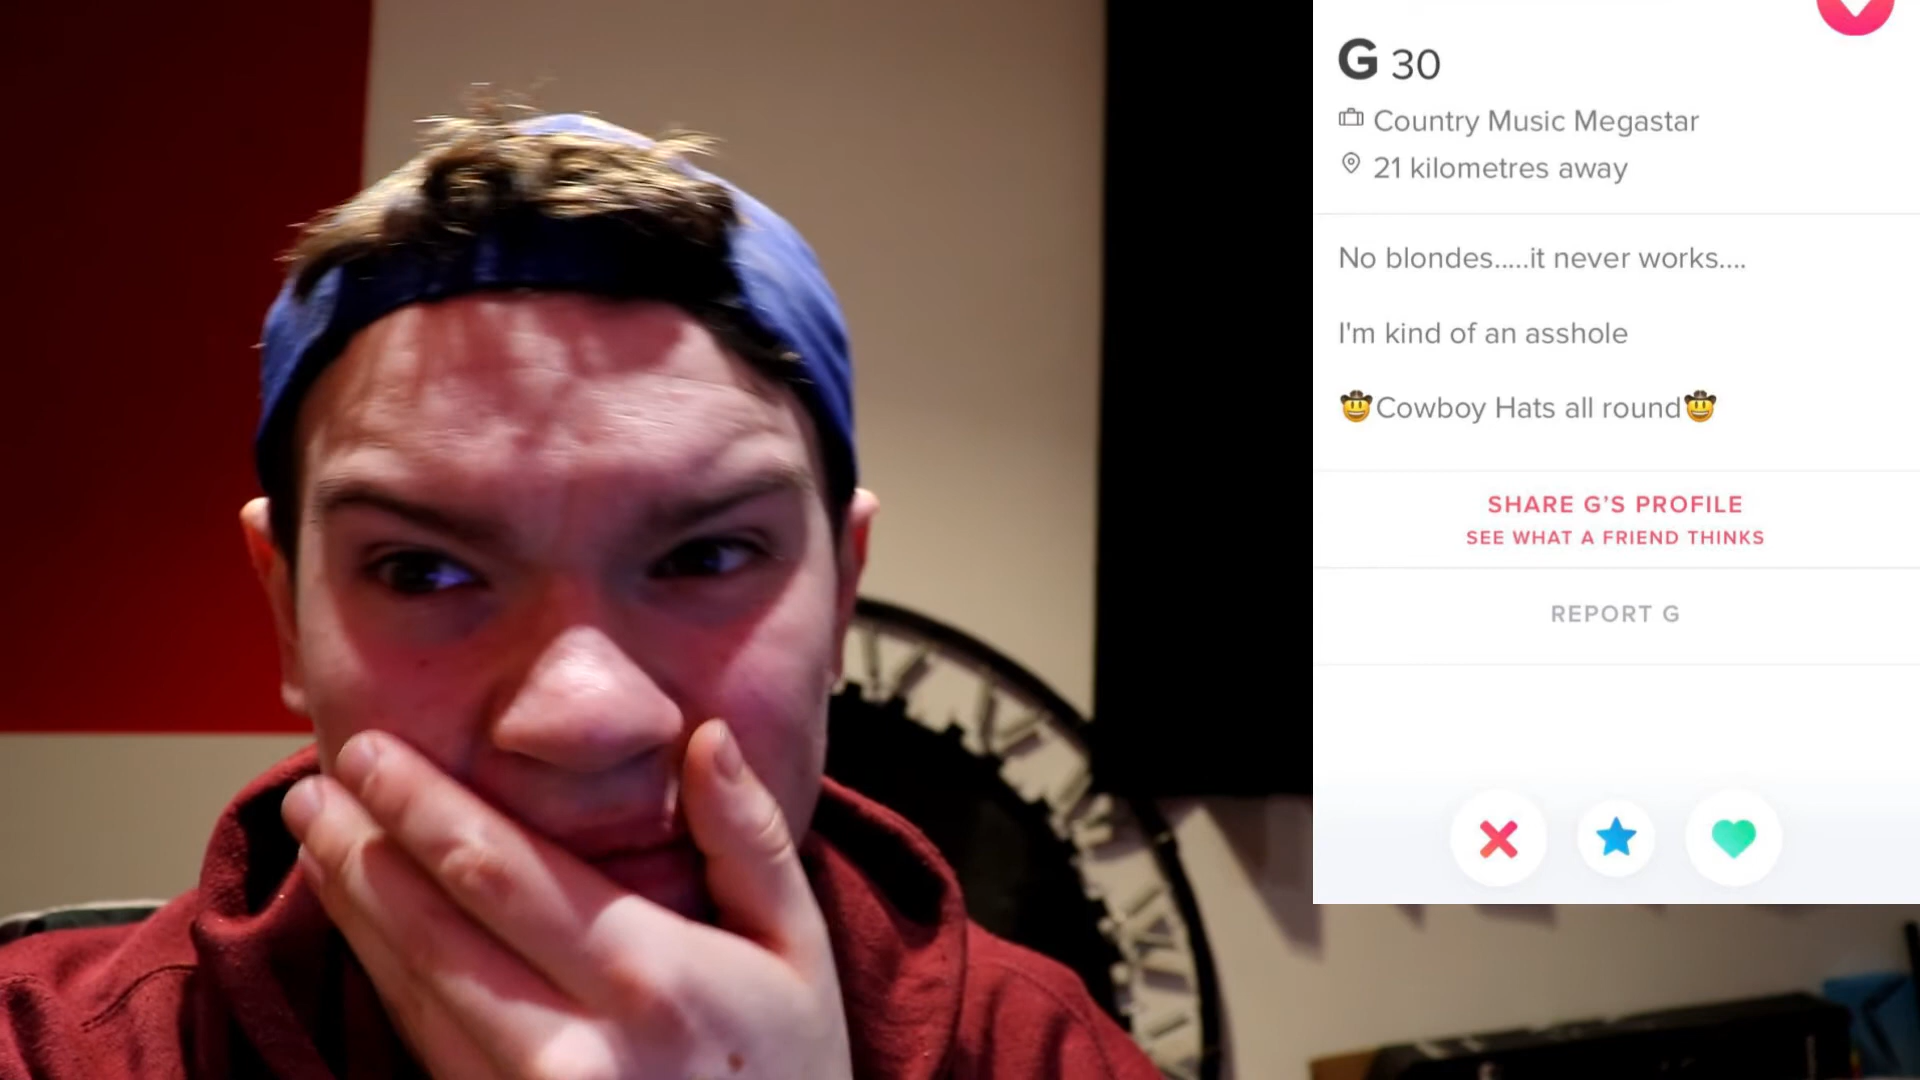 G 30
Country Music Megastar
21 kilometres away
No blondes.....it never works....
I'm kind of an asshole
🤠Cowboy Hats all round🤠
SHARE G'S PROFILE
SEE WHAT A FRIEND THINKS
REPORT G